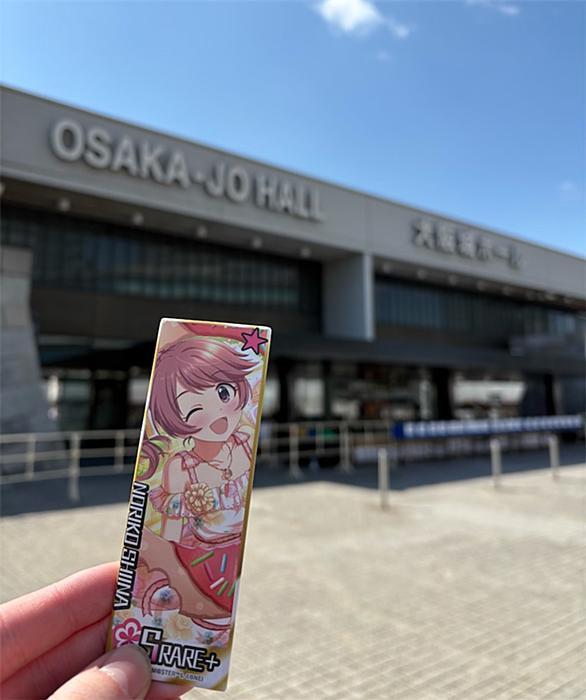 OSAKA-JO HALL
大阪城ホール
NORIKO SHIINA
SRARE+